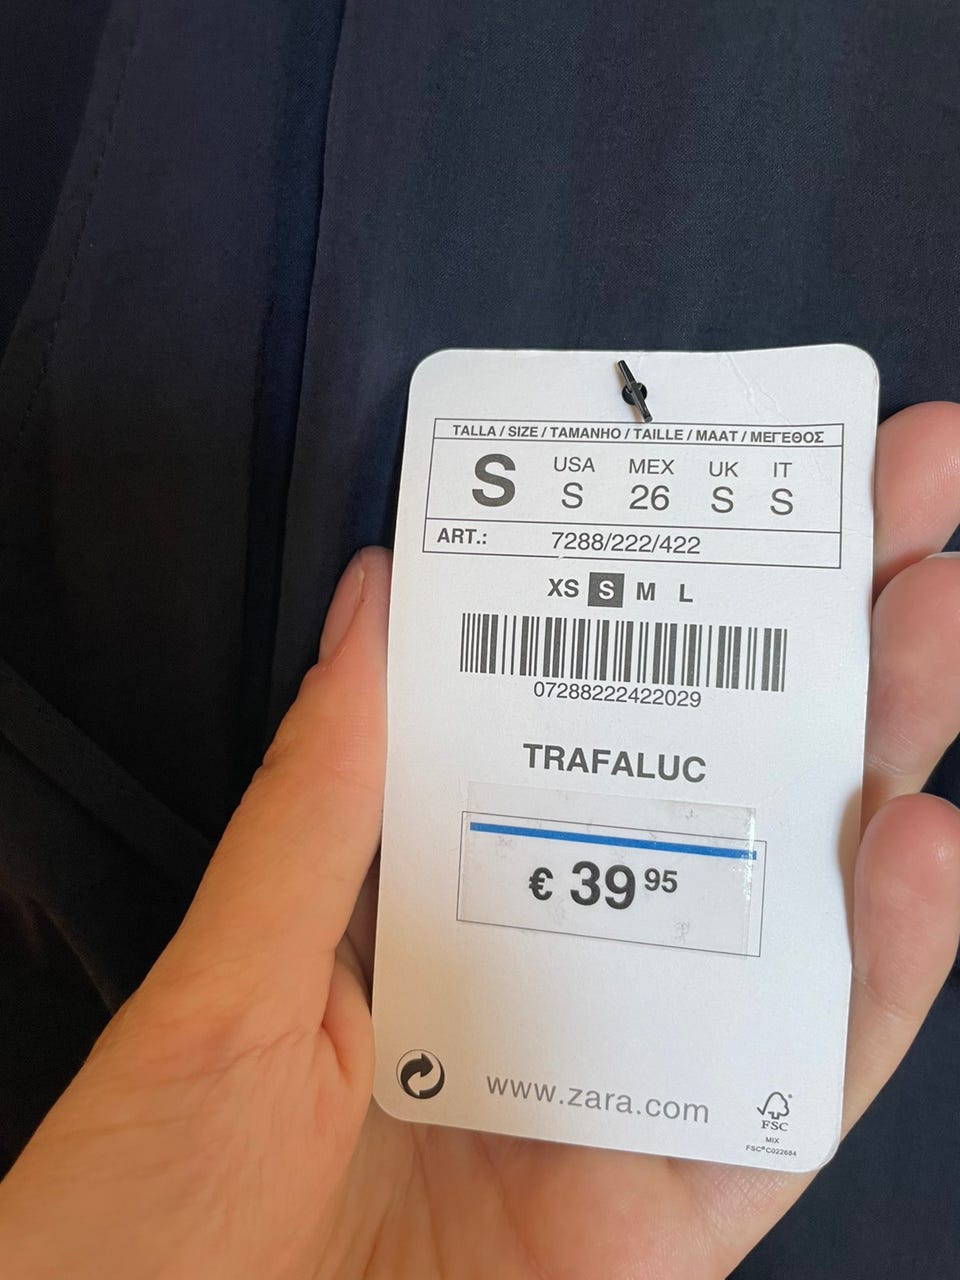 TALLA / SIZE / TAMANHO / TAILLE / MAAT / ΜΕΓΕΘΟΣ
S USA MEX UK IT
S 26 S S
ART.: 7288/222/422
XS S M L
07288222422029
TRAFALUC
€ 39 95
www.zara.com
FSC
MIX
FSC® C022684